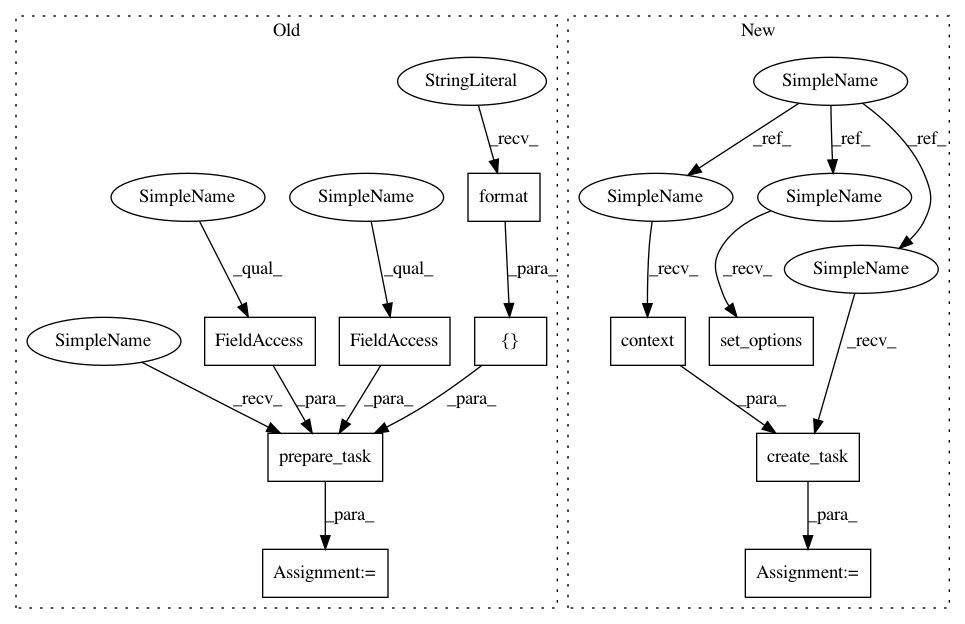 Old
New
StringLiteral
SimpleName
_recv_
_ref_
_ref_
_ref_
SimpleName
SimpleName
format
SimpleName
SimpleName
_qual_
_qual_
_para_
_recv_
_recv_
SimpleName
SimpleName
FieldAccess
FieldAccess
{}
context
set_options
_recv_
_recv_
_para_
_para_
_para_
_para_
prepare_task
create_task
_para_
_para_
Assignment:=
Assignment:=